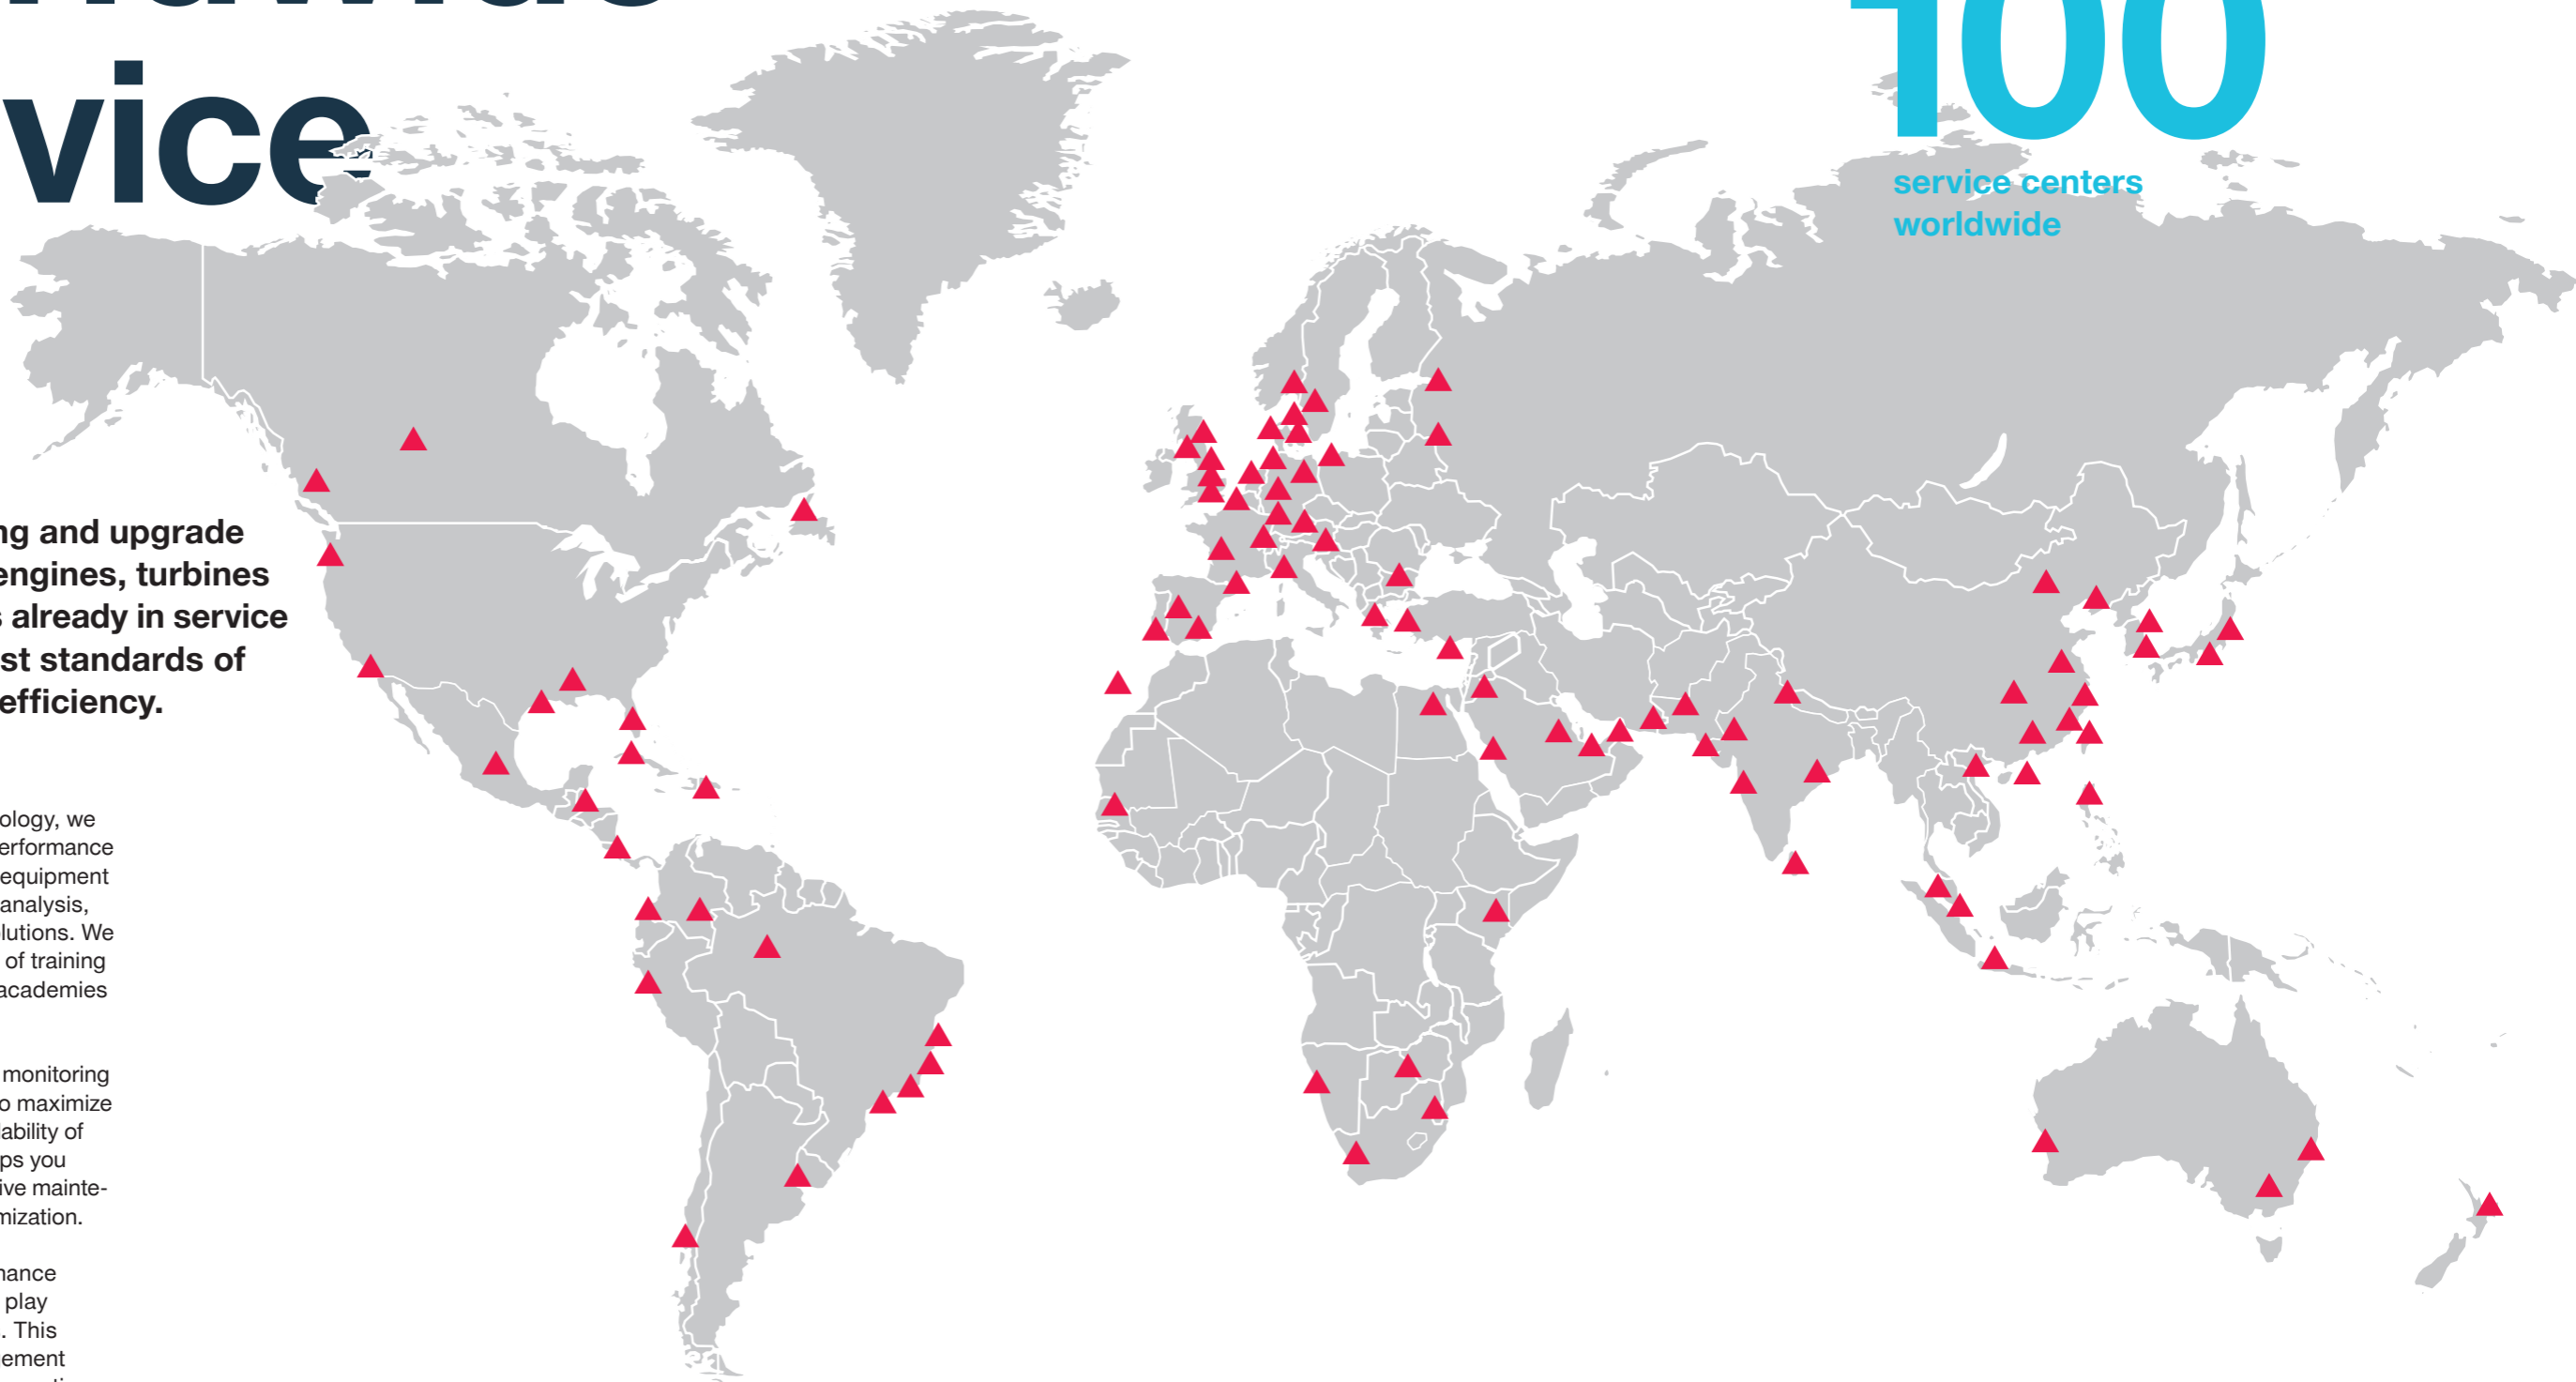 vice
100
service centers
worldwide
ng and upgrade
engines, turbines
s already in service
st standards of
efficiency.
ology, we
erformance
equipment
analysis,
lutions. We
of training
academies
monitoring
o maximize
ability of
ps you
ive mainte-
mization.
nance
play
. This
ement